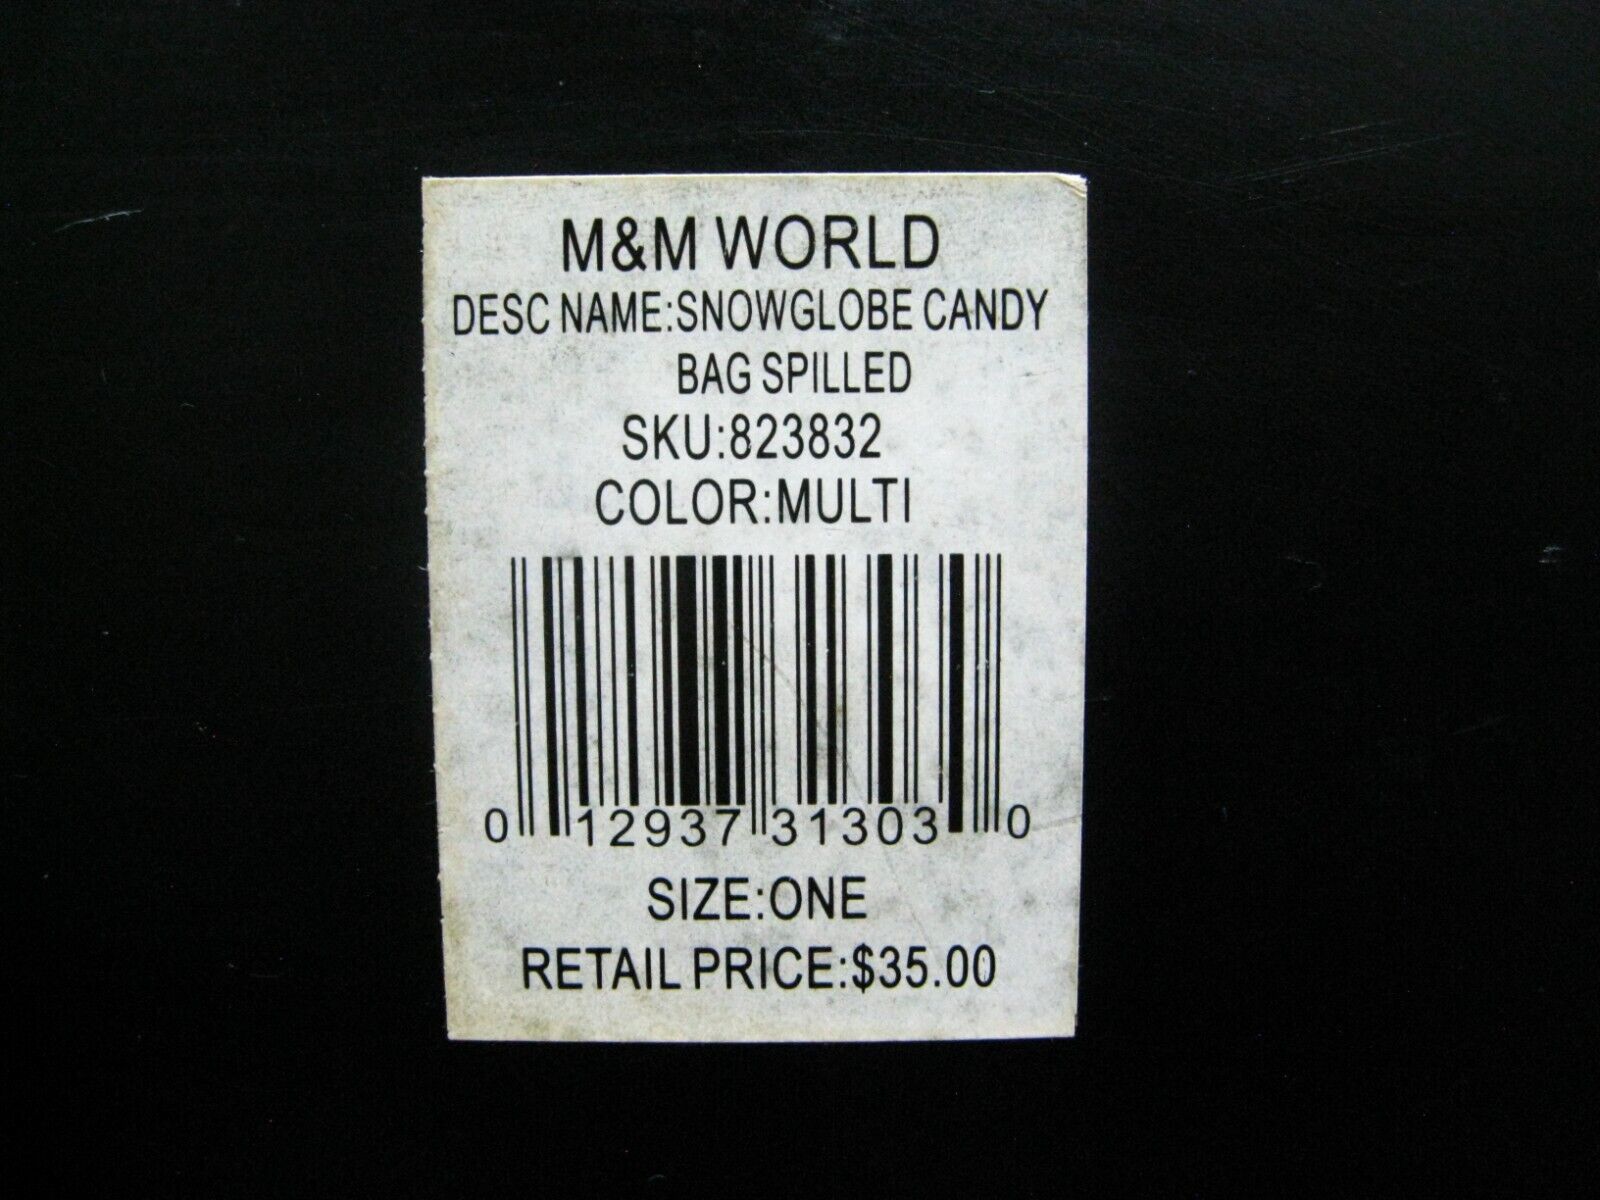 M&M WORLD
DESC NAME:SNOWGLOBE CANDY
BAG SPILLED
SKU:823832
COLOR:MULTI
0 12937 31303 0
SIZE:ONE
RETAIL PRICE:$35.00